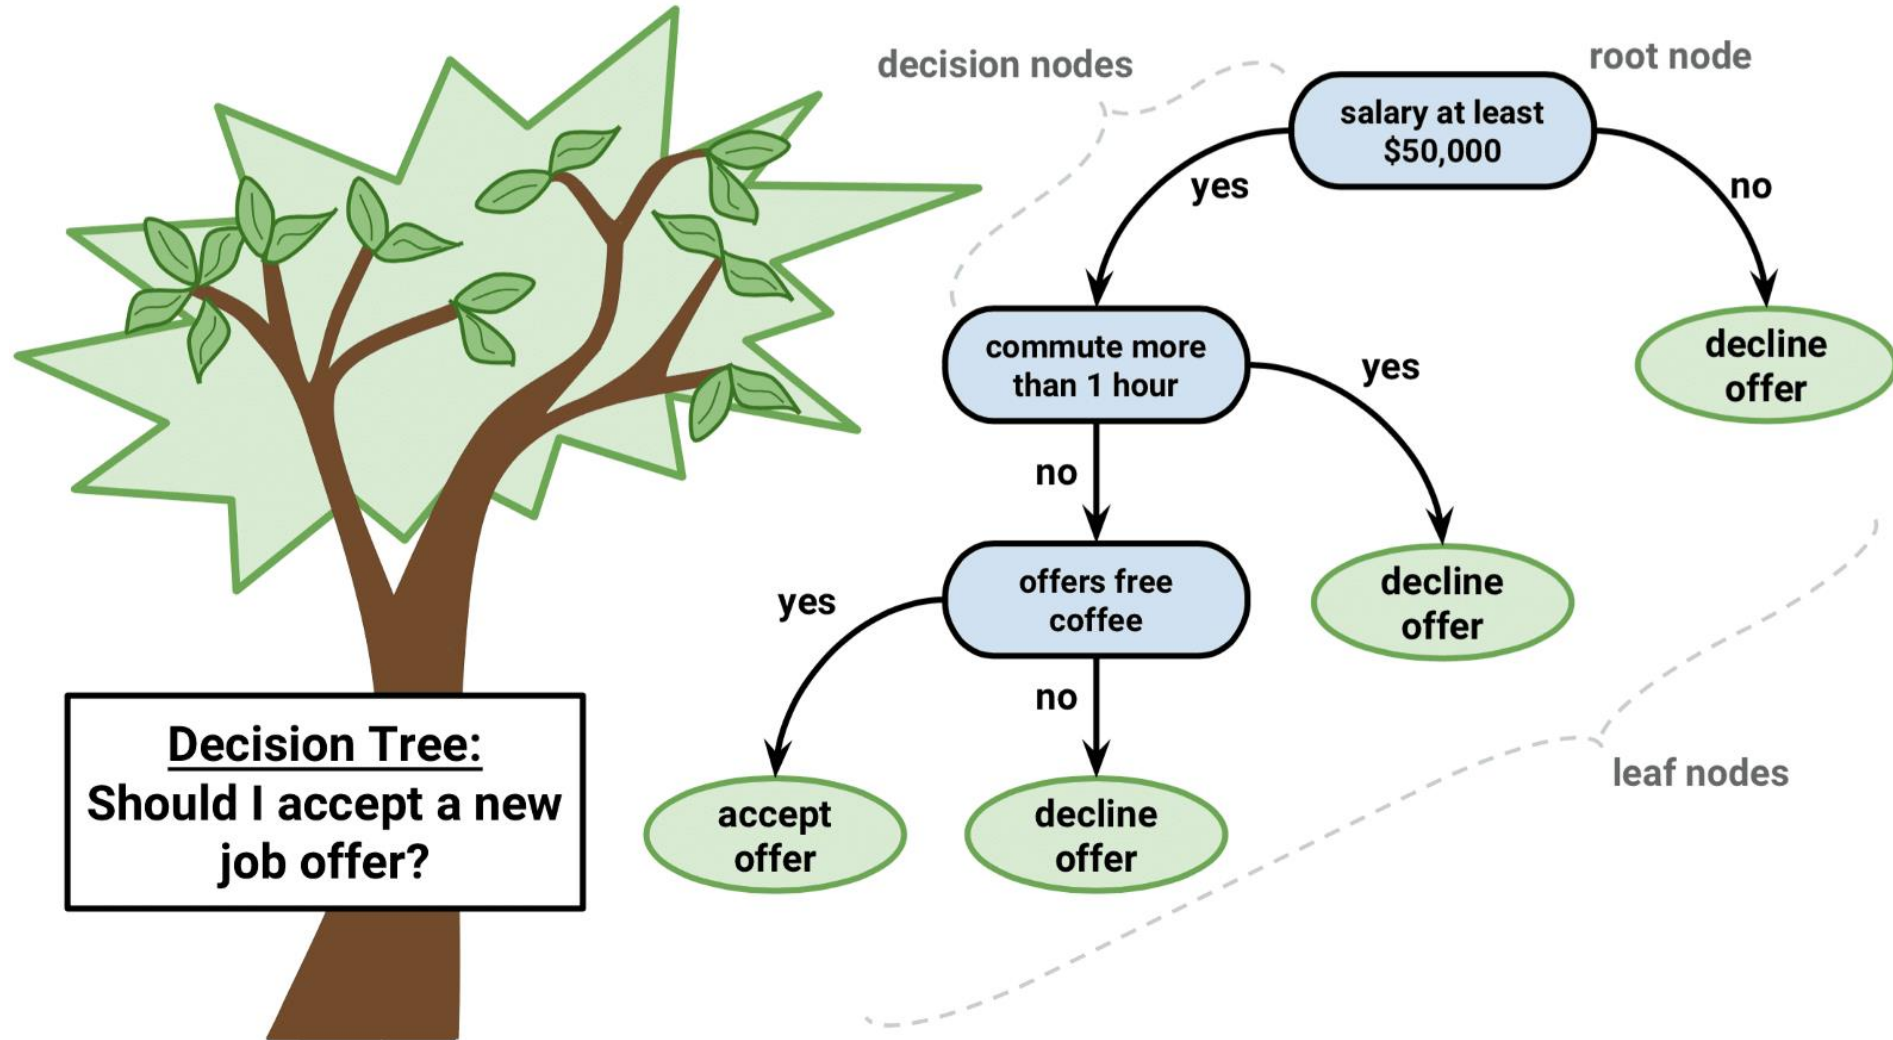 decision nodes
root node
salary at least
$50,000
yes
no
commute more
than 1 hour
yes
decline
offer
no
offers free
coffee
decline
offer
yes
no
accept
offer
decline
offer
leaf nodes
Decision Tree:
Should I accept a new
job offer?